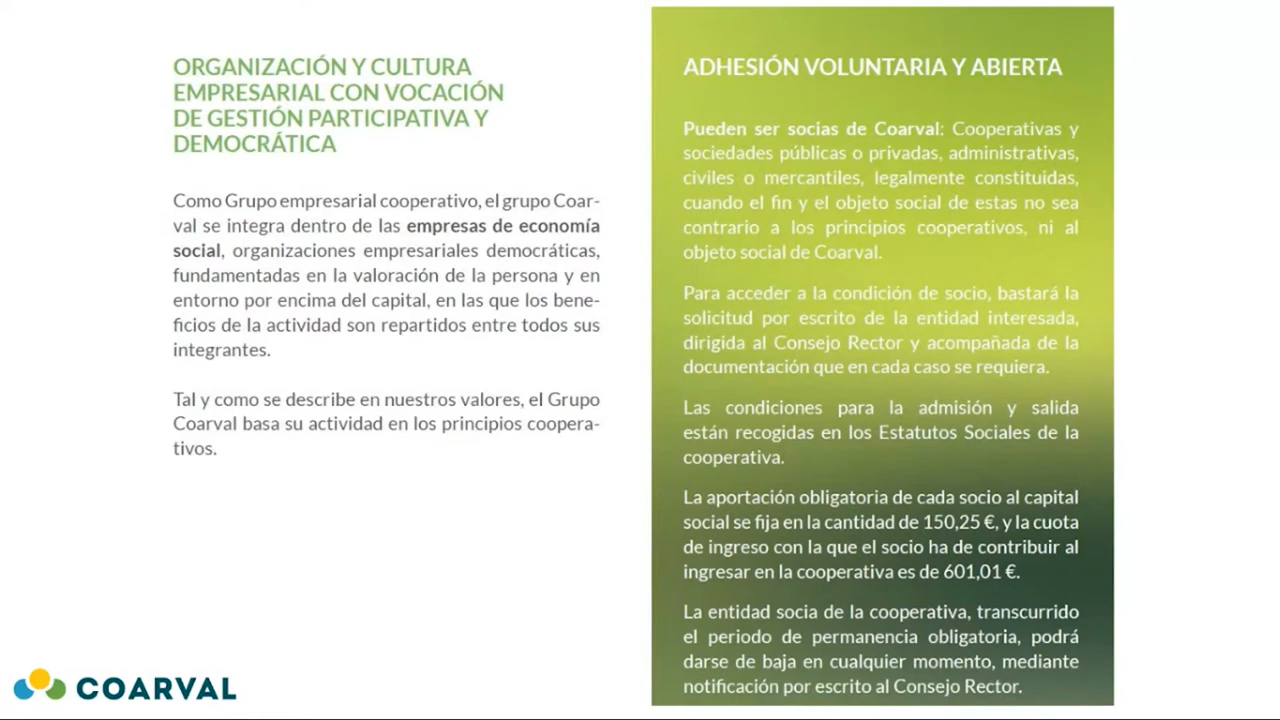 ORGANIZACIÓN Y CULTURA
EMPRESARIAL CON VOCACIÓN
DE GESTIÓN PARTICIPATIVA Y
DEMOCRÁTICA
Como Grupo empresarial cooperativo, el grupo Coar-
val se integra dentro de las empresas de economía
social, organizaciones empresariales democráticas,
fundamentadas en la valoración de la persona y en
entorno por encima del capital, en las que los bene-
ficios de la actividad son repartidos entre todos sus
integrantes.
Tal y como se describe en nuestros valores, el Grupo
Coarval basa su actividad en los principios coopera-
tivos.
ADHESIÓN VOLUNTARIA Y ABIERTA
Pueden ser socias de Coarval: Cooperativas y
sociedades públicas o privadas, administrativas,
civiles o mercantiles, legalmente constituidas,
cuando el fin y el objeto social de estas no sea
contrario a los principios cooperativos, ni al
objeto social de Coarval.
Para acceder a la condición de socio, bastará la
solicitud por escrito de la entidad interesada,
dirigida al Consejo Rector y acompañada de la
documentación que en cada caso se requiera.
Las condiciones para la admisión y salida
están recogidas en los Estatutos Sociales de la
cooperativa.
La aportación obligatoria de cada socio al capital
social se fija en la cantidad de 150,25 €, y la cuota
de ingreso con la que el socio ha de contribuir al
ingresar en la cooperativa es de 601,01 €.
La entidad socia de la cooperativa, transcurrido
el periodo de permanencia obligatoria, podrá
darse de baja en cualquier momento, mediante
notificación por escrito al Consejo Rector.
COARVAL